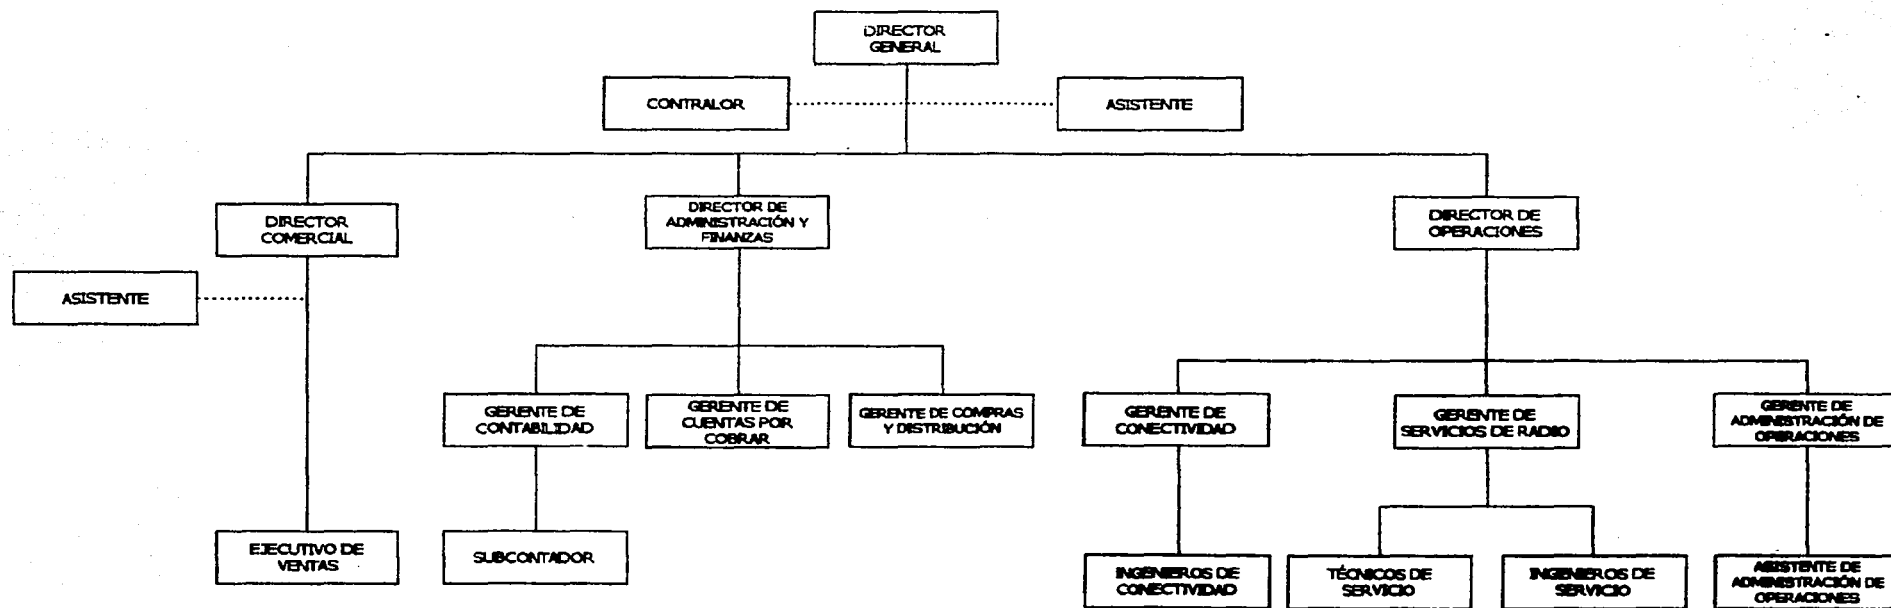 DIRECTOR
GENERAL
CONTRALOR
ASISTENTE
DIRECTOR
COMERCIAL
DIRECTOR DE
ADMINISTRACIÓN Y
FINANZAS
DIRECTOR DE
OPERACIONES
ASISTENTE
GERENTE DE
CONTABILIDAD
GERENTE DE
CUENTAS POR
COBRAR
GERENTE DE COMPRAS
Y DISTRIBUCIÓN
GERENTE DE
CONECTIVIDAD
GERENTE DE
SERVICIOS DE RADIO
GERENTE DE
ADMINISTRACIÓN DE
OPERACIONES
EJECUTIVO DE
VENTAS
SUBCONTADOR
INGENIEROS DE
CONECTIVIDAD
TÉCNICOS DE
SERVICIO
INGENIEROS DE
SERVICIO
ASISTENTE DE
ADMINISTRACIÓN DE
OPERACIONES